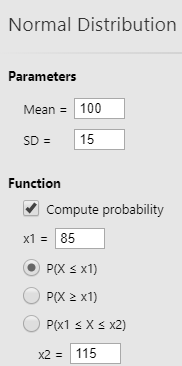 Normal Distribution
Parameters
Mean = 100
SD = 15
Function
Compute probability
x1 = 85
P(X ≤ x1)
P(X ≥ x1)
P(x1 ≤ X ≤ x2)
x2 = 115